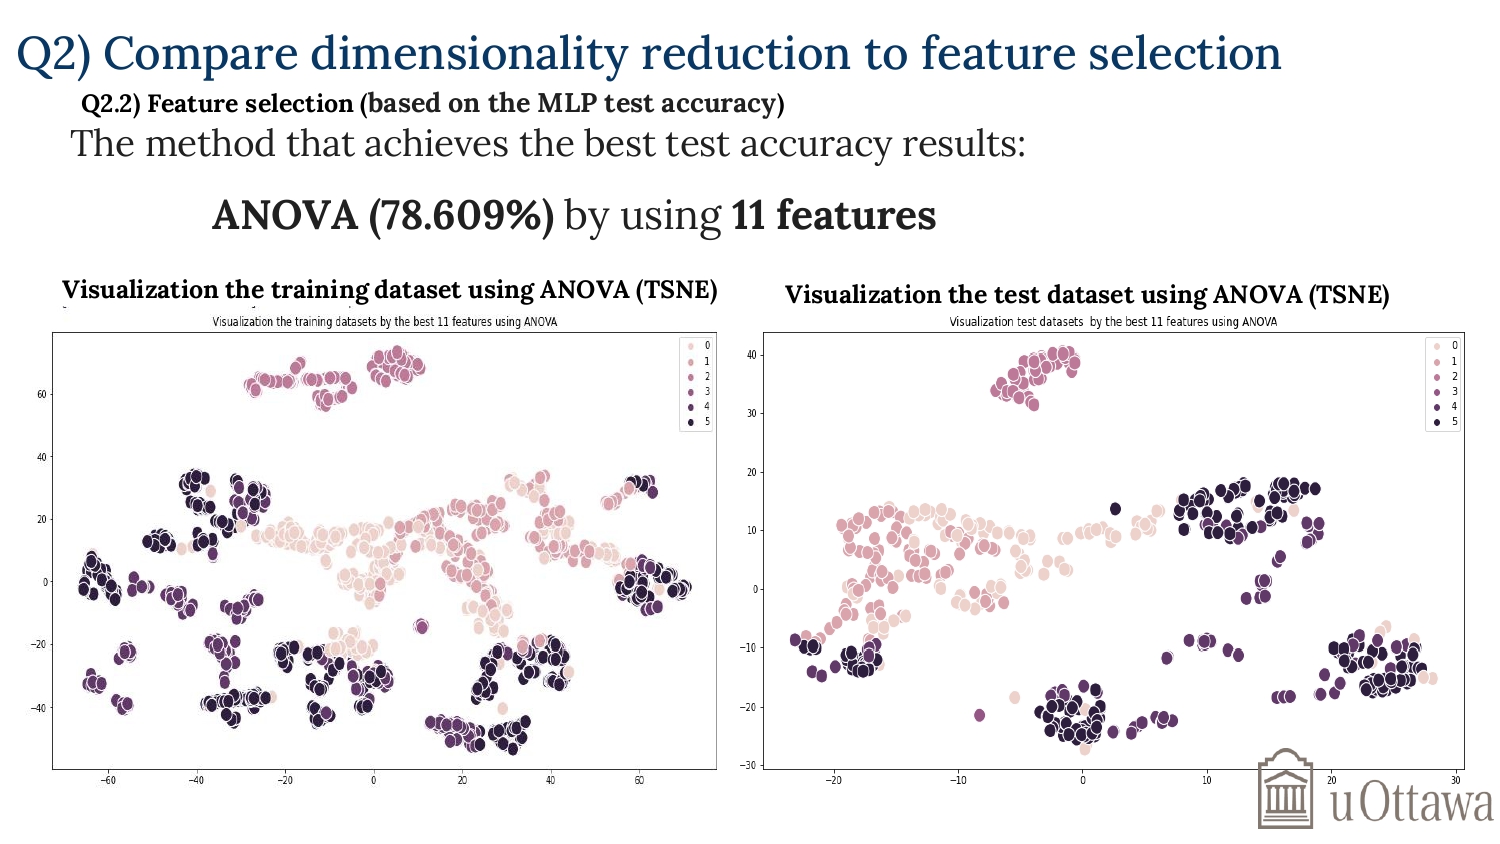 Q2) Compare dimensionality reduction to feature selection
Q2.2) Feature selection (based on the MLP test accuracy)
The method that achieves the best test accuracy results:
ANOVA (78.609%) by using 11 features
Visualization the training dataset using ANOVA (TSNE)
Visualization the training datasets by the best 11 features using ANOVA
0
1
2
3
4
5
60
40
20
0
−20
−40
−60 −40 −20 0 20 40 60
Visualization the test dataset using ANOVA (TSNE)
Visualization test datasets by the best 11 features using ANOVA
0
1
2
3
4
5
40
30
20
10
0
−10
−20
−30
−20 −10 0 10 20 30
uOttawa